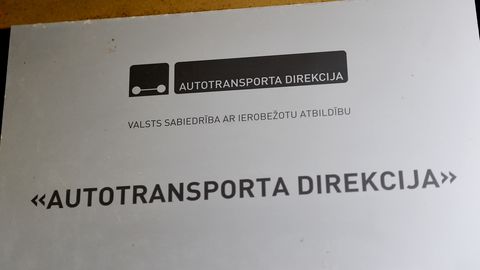 AUTOTRANSPORTA DIREKCIJA
VALSTS SABIEDRĪBA AR IEROBEŽOTU ATBILDĪBU
«AUTOTRANSPORTA DIREKCIJA»